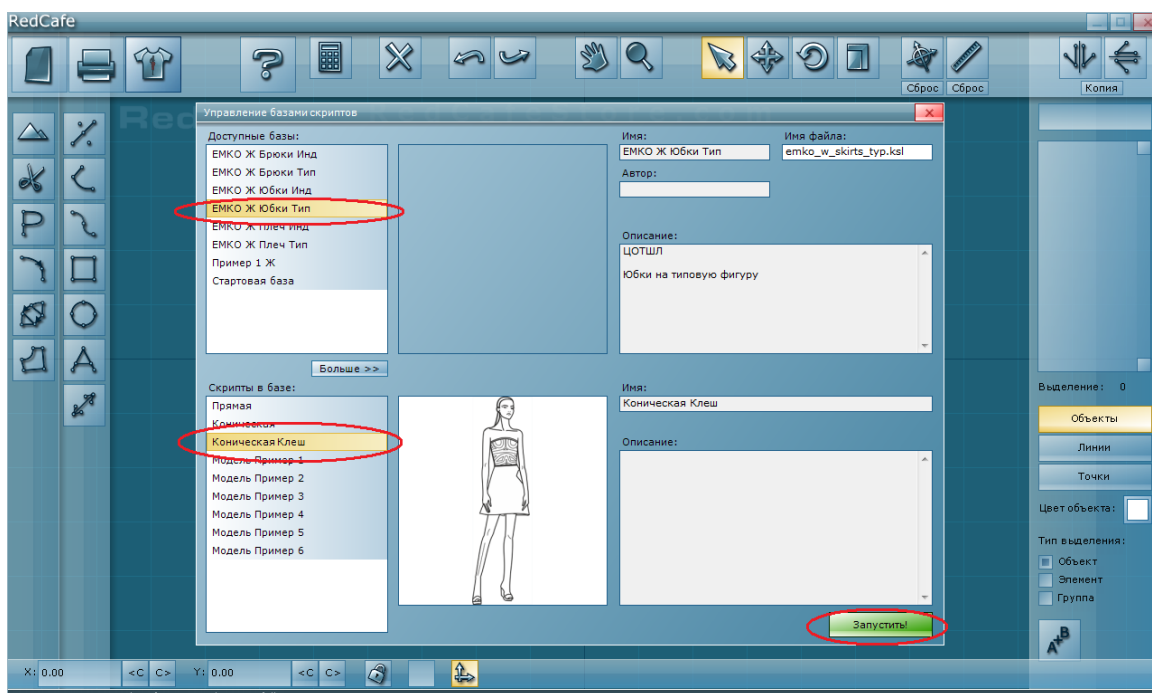 RedCafe
Сброс
Сброс
Копия
Red
Управление базами скриптов
Доступные базы:
ЕМКО Ж Брюки Инд
ЕМКО Ж Брюки Тип
ЕМКО Ж Юбки Инд
ЕМКО Ж Юбки Тип
ЕМКО Ж Плеч Инд
ЕМКО Ж Плеч Тип
Пример 1 Ж
Стартовая база
Больше >>
Имя:
ЕМКО Ж Юбки Тип
Имя файла:
emko_w_skirts_typ.ksl
Автор:
Описание:
ЦОТШЛ
Юбки на типовую фигуру
Скрипты в базе:
Прямая
Коническая
Коническая Клеш
Модель Пример 1
Модель Пример 2
Модель Пример 3
Модель Пример 4
Модель Пример 5
Модель Пример 6
Имя:
Коническая Клеш
Описание:
Запустить!
Выделение: 0
Объекты
Линии
Точки
Цвет объекта:
Тип выделения:
Объект
Элемент
Группа
A+B
X: 0.00 <C C> Y: 0.00 <C C>